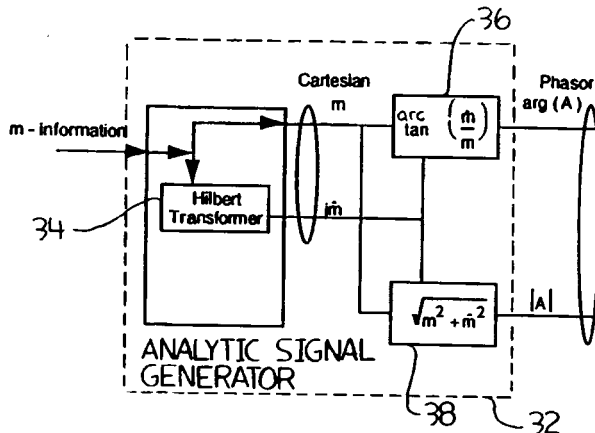 36
Cartesian
m
Phasor
arg (A)
arc
tan
(m̂/m)
m - information
Hilbert
Transformer
34
jm̂
√m² + m̂²
|A|
ANALYTIC SIGNAL
GENERATOR
38
32